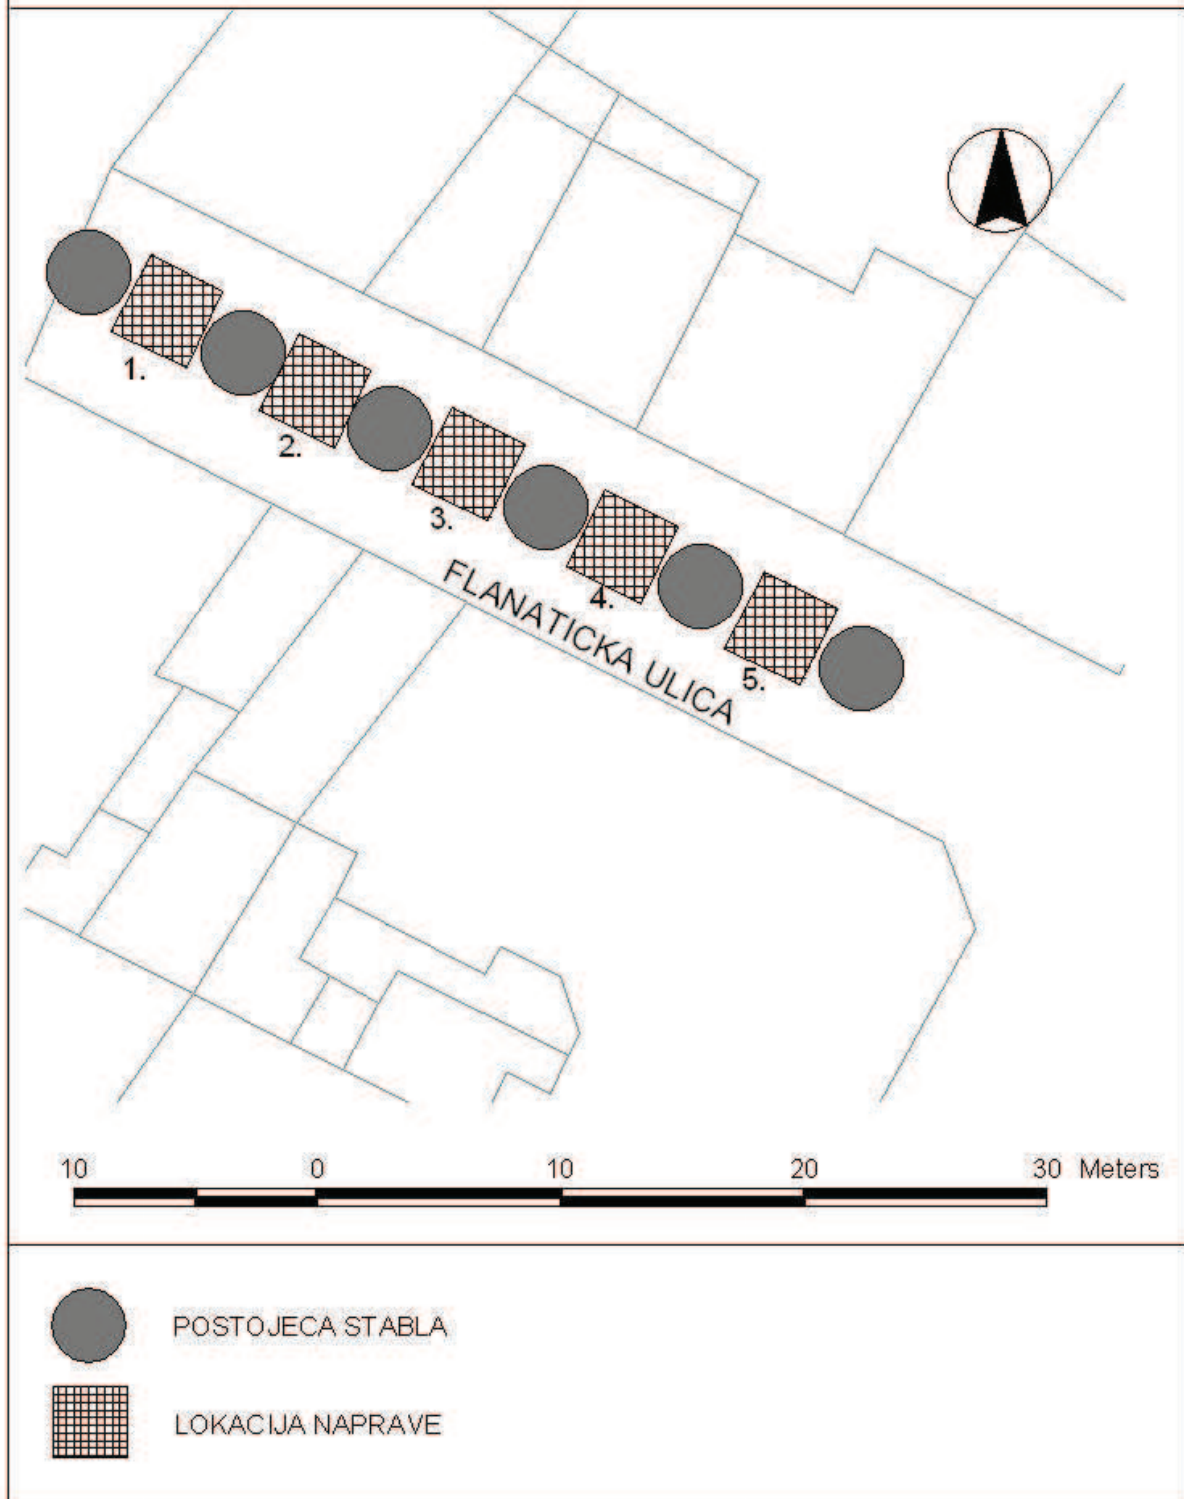 1.
2.
3.
4.
5.
FLANATICKA ULICA
10 0 10 20 30 Meters
POSTOJECA STABLA
LOKACIJA NAPRAVE